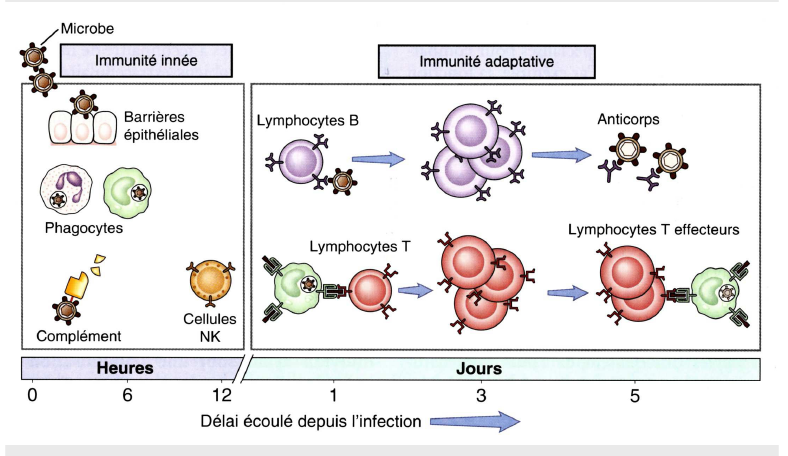 Microbe
Immunité innée
Immunité adaptative
Barrières
épithéliales
Phagocytes
Complément
Cellules
NK
Lymphocytes B
Anticorps
Lymphocytes T
Lymphocytes T effecteurs
Heures
Jours
0
6
12
1
3
5
Délai écoulé depuis l'infection